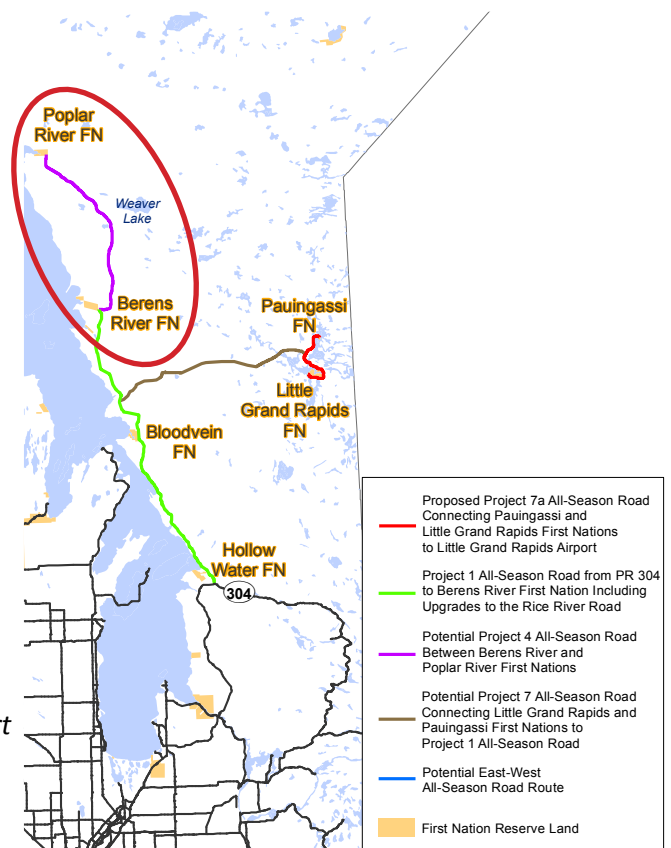 Poplar
River FN
Weaver
Lake
Berens
River FN
Pauingassi
FN
Little
Grand Rapids
FN
Bloodvein
FN
Hollow
Water FN
304
rt
Proposed Project 7a All-Season Road
Connecting Pauingassi and
Little Grand Rapids First Nations
to Little Grand Rapids Airport
Project 1 All-Season Road from PR 304
to Berens River First Nation Including
Upgrades to the Rice River Road
Potential Project 4 All-Season Road
Between Berens River and
Poplar River First Nations
Potential Project 7 All-Season Road
Connecting Little Grand Rapids and
Pauingassi First Nations to
Project 1 All-Season Road
Potential East-West
All-Season Road Route
First Nation Reserve Land